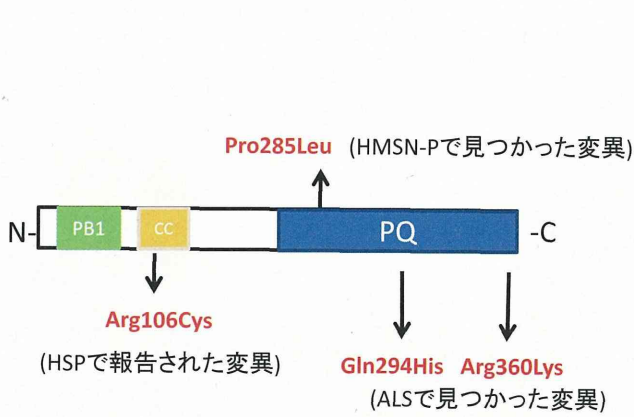 Pro285Leu (HMSN-Pで見つかった変異)
N- PB1 CC PQ -C
Arg106Cys
(HSPで報告された変異)
Gln294His Arg360Lys
(ALSで見つかった変異)